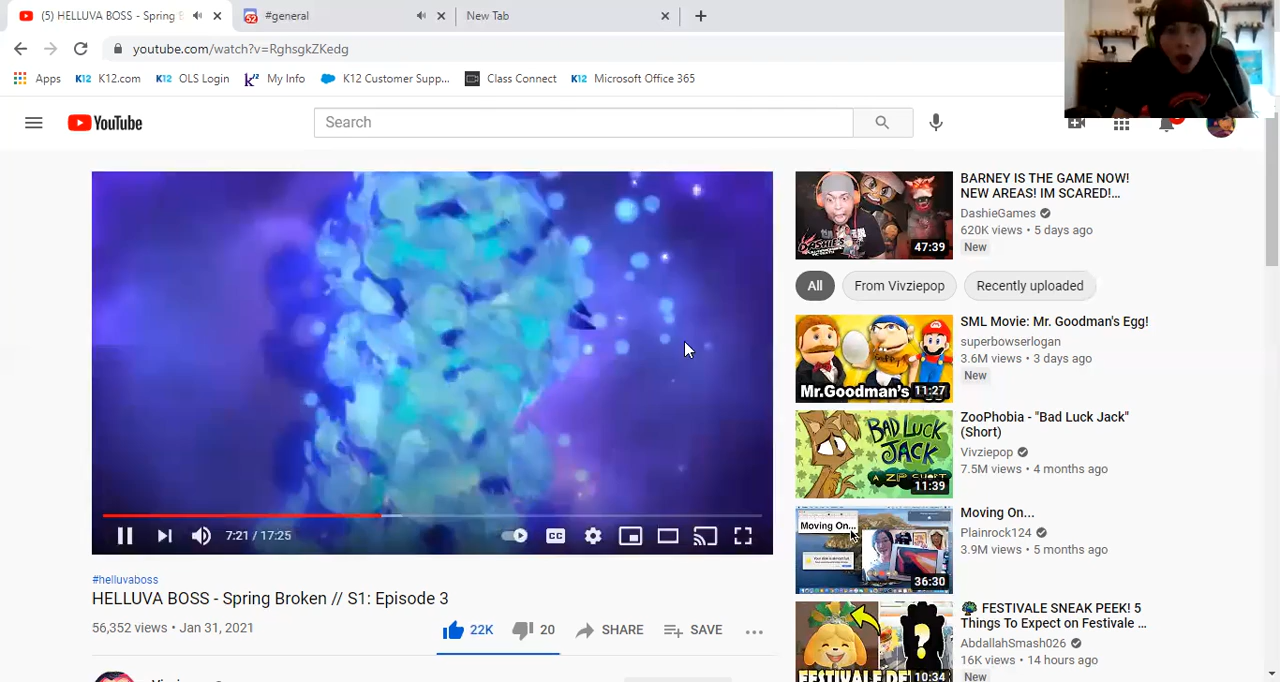 (5) HELLUVA BOSS - Spring B
#general
New Tab
youtube.com/watch?v=RghsgkZKedg
Apps
K12 K12.com
K12 OLS Login
k12 My Info
K12 Customer Supp...
Class Connect
K12 Microsoft Office 365
YouTube
Search
7:21 / 17:25
CC
#helluvaboss
HELLUVA BOSS - Spring Broken // S1: Episode 3
56,352 views • Jan 31, 2021
22K
20
SHARE
SAVE
BARNEY IS THE GAME NOW!
NEW AREAS! IM SCARED!...
DashieGames
620K views • 5 days ago
New
47:39
All
From Vivziepop
Recently uploaded
SML Movie: Mr. Goodman's Egg!
superbowserlogan
3.6M views • 3 days ago
New
Mr.Goodman's
11:27
ZooPhobia - "Bad Luck Jack"
(Short)
Vivziepop
7.5M views • 4 months ago
BAD LUCK
JACK
11:39
Moving On...
Plainrock124
3.9M views • 5 months ago
Moving On...
36:30
FESTIVALE SNEAK PEEK! 5
Things To Expect on Festivale ...
AbdallahSmash026
16K views • 14 hours ago
New
10:34